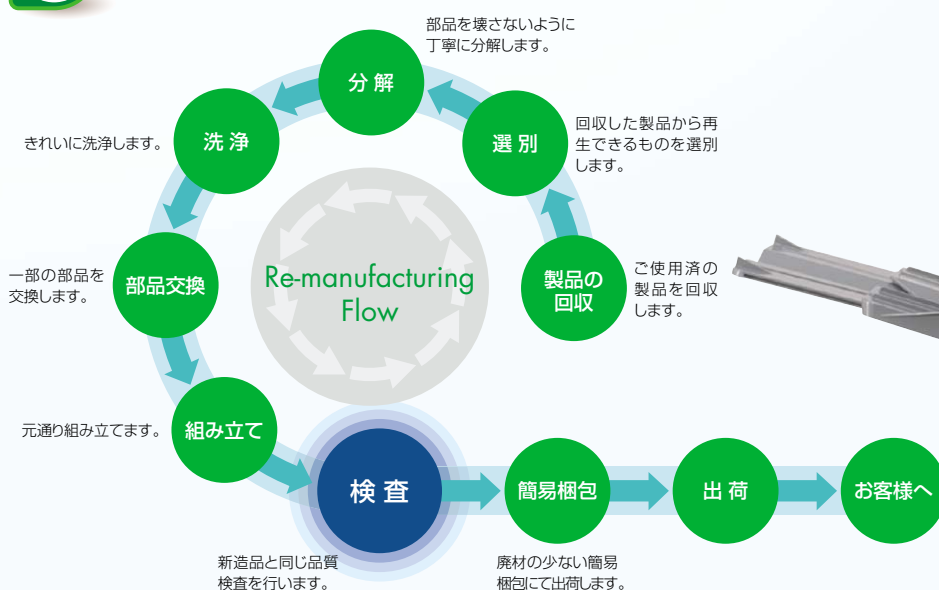 部品を壊さないように
丁寧に分解します。
分解
選別
回収した製品から再
生できるものを選別
します。
洗浄
きれいに洗浄します。
Re-manufacturing
Flow
製品の
回収
ご使用済の
製品を回収
します。
部品交換
一部の部品を
交換します。
組み立て
元通り組み立てます。
検査
新造品と同じ品質
検査を行います。
簡易梱包
廃材の少ない簡易
梱包にて出荷します。
出荷
お客様へ